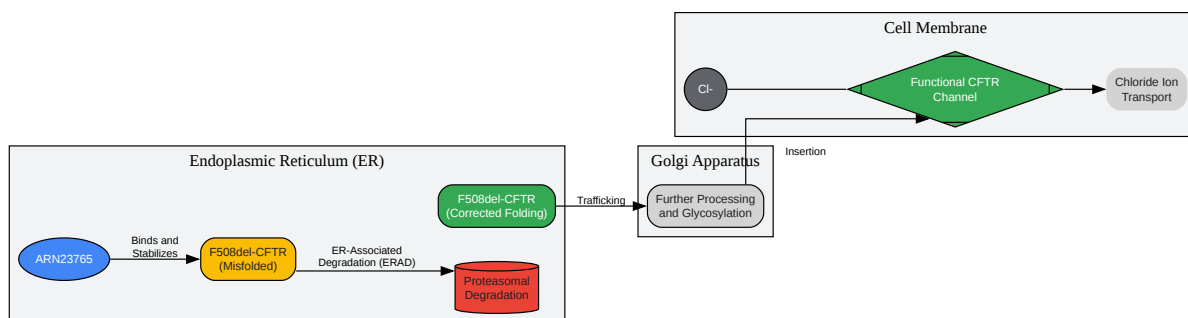 Cell Membrane
Cl-
Functional CFTR
Channel
Chloride Ion
Transport
Insertion
Endoplasmic Reticulum (ER)
Golgi Apparatus
F508del-CFTR
(Corrected Folding)
Trafficking
Further Processing
and Glycosylation
ARN23765
Binds and
Stabilizes
F508del-CFTR
(Misfolded)
ER-Associated
Degradation (ERAD)
Proteasomal
Degradation